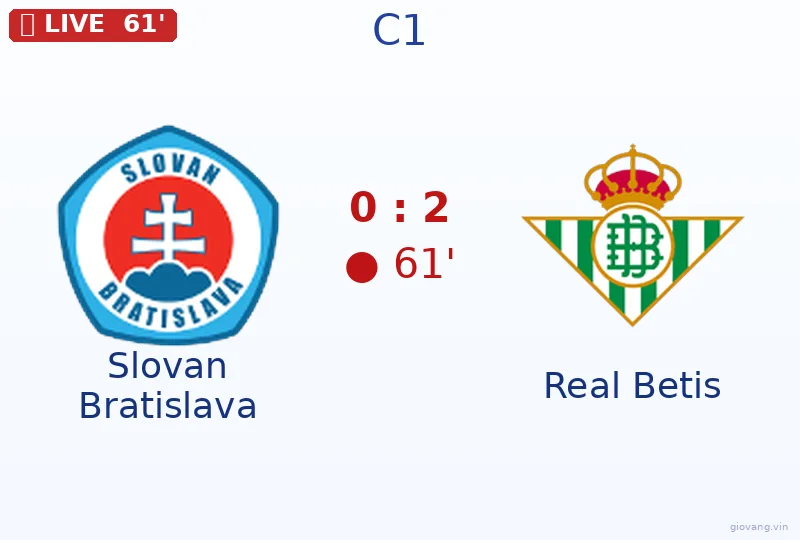 LIVE 61'
C1
SLOVAN
BRATISLAVA
0 : 2
61'
Slovan
Bratislava
Real Betis
giovang.vin